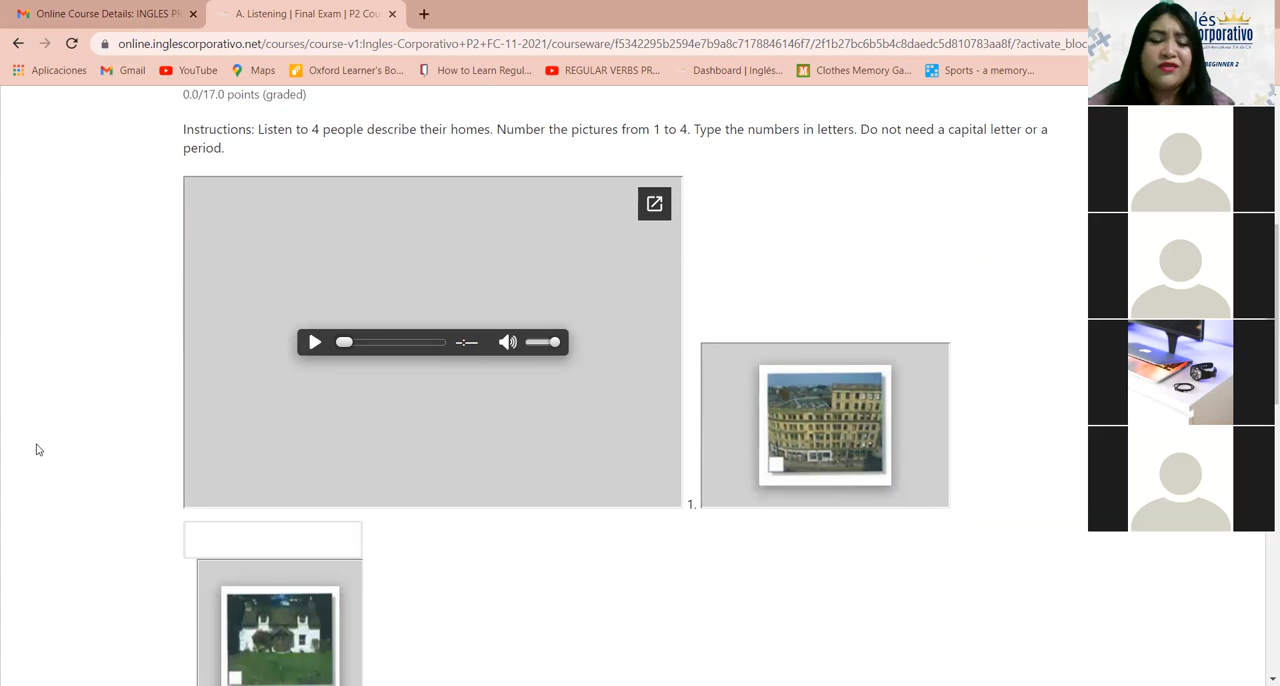 Online Course Details: INGLES PR
A. Listening | Final Exam | P2 Cou
online.inglescorporativo.net/courses/course-v1:Ingles-Corporativo+P2+FC-11-2021/courseware/f5342295b2594e7b9a8c7178846146f7/2f1b27bc6b5b4c8daedc5d810783aa8f/?activate_bloc
Aplicaciones
Gmail
YouTube
Maps
Oxford Learner's Bo...
How to Learn Regul...
REGULAR VERBS PR...
Dashboard | Inglés...
Clothes Memory Ga...
Sports - a memory...
0.0/17.0 points (graded)
Instructions: Listen to 4 people describe their homes. Number the pictures from 1 to 4. Type the numbers in letters. Do not need a capital letter or a
period.
-:--
1.
lés
rporativo
BEGINNER 2